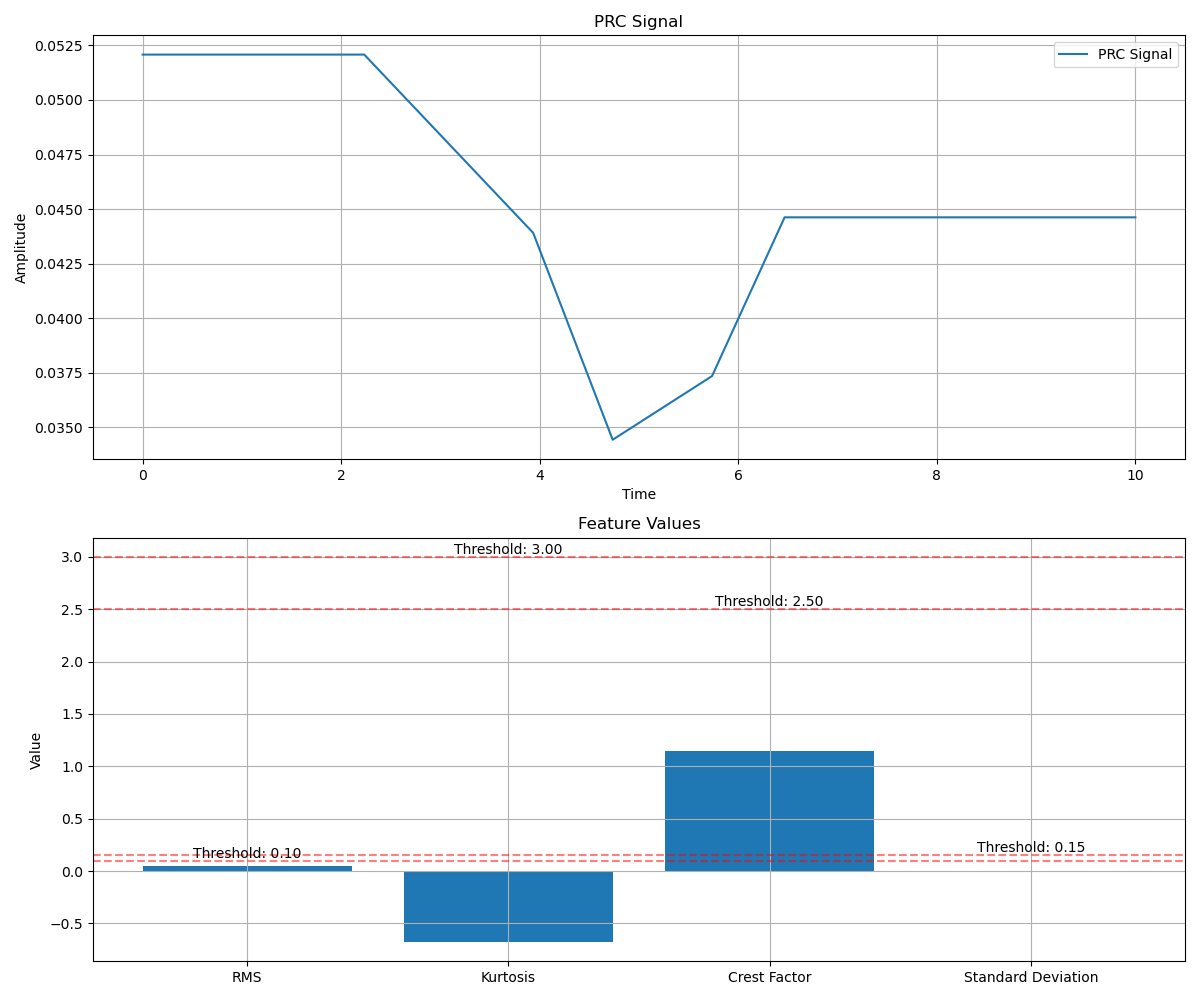 PRC Signal
PRC Signal
0.0525
0.0500
0.0475
0.0450
0.0425
0.0400
0.0375
0.0350
Amplitude
0 2 4 6 8 10
Time
Feature Values
3.0
2.5
2.0
1.5
1.0
0.5
0.0
−0.5
Value
Threshold: 3.00
Threshold: 2.50
Threshold: 0.10
Threshold: 0.15
RMS Kurtosis Crest Factor Standard Deviation